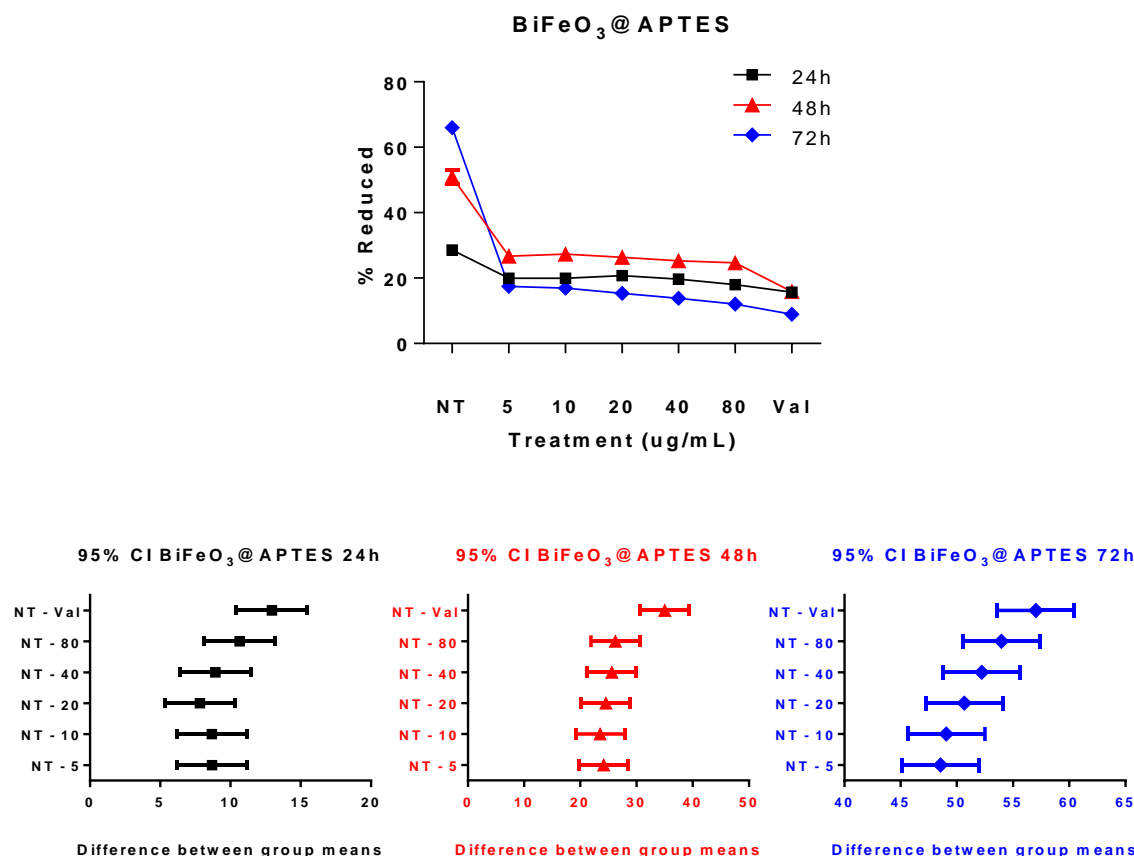 BiFeO3@APTES
24h
48h
72h
80
60
40
20
0
% Reduced
NT 5 10 20 40 80 Val
Treatment (ug/mL)
95% CI BiFeO3@APTES 24h
NT - Val
NT - 80
NT - 40
NT - 20
NT - 10
NT - 5
0 5 10 15 20
Difference between group means
95% CI BiFeO3@APTES 48h
NT - Val
NT - 80
NT - 40
NT - 20
NT - 10
NT - 5
0 10 20 30 40 50
Difference between group means
95% CI BiFeO3@APTES 72h
NT - Val
NT - 80
NT - 40
NT - 20
NT - 10
NT - 5
40 45 50 55 60 65
Difference between group means